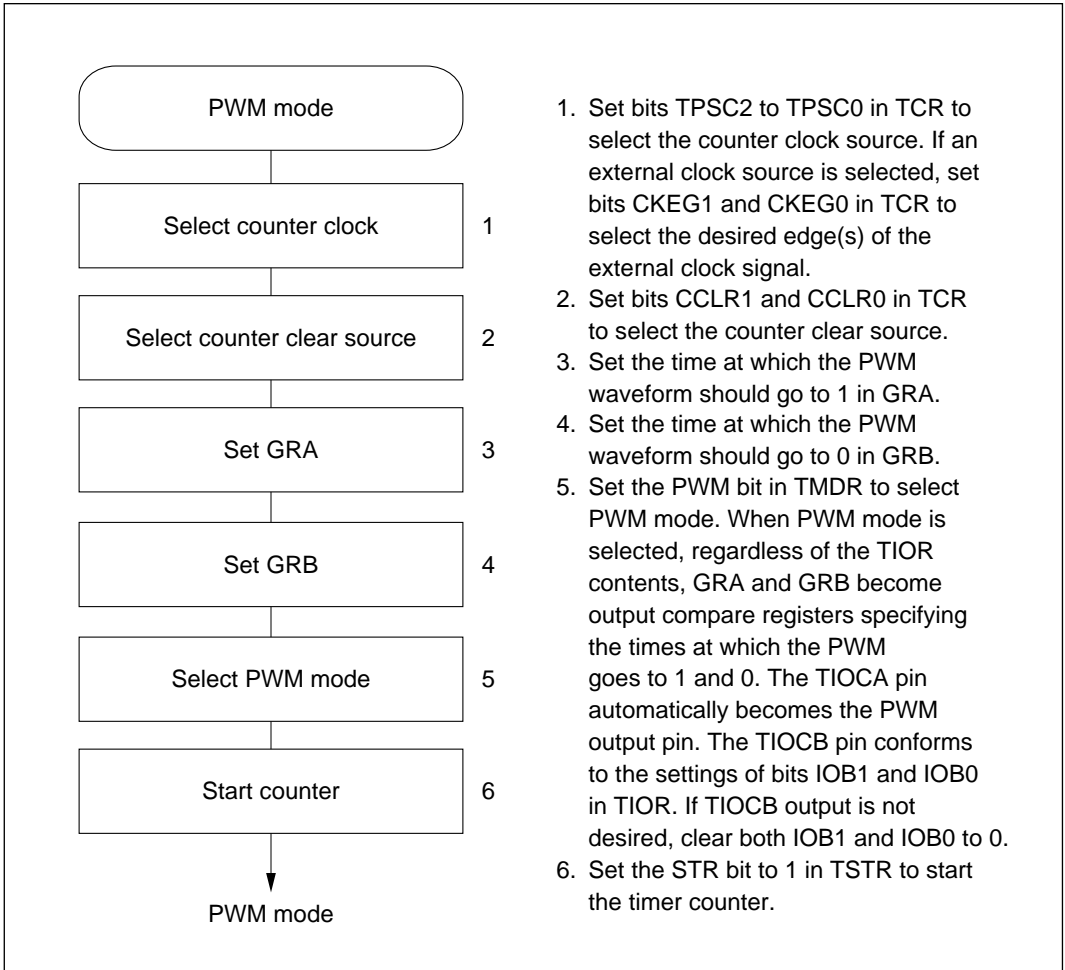 PWM mode
Select counter clock 1
Select counter clear source 2
Set GRA 3
Set GRB 4
Select PWM mode 5
Start counter 6
PWM mode
1. Set bits TPSC2 to TPSC0 in TCR to
select the counter clock source. If an
external clock source is selected, set
bits CKEG1 and CKEG0 in TCR to
select the desired edge(s) of the
external clock signal.
2. Set bits CCLR1 and CCLR0 in TCR
to select the counter clear source.
3. Set the time at which the PWM
waveform should go to 1 in GRA.
4. Set the time at which the PWM
waveform should go to 0 in GRB.
5. Set the PWM bit in TMDR to select
PWM mode. When PWM mode is
selected, regardless of the TIOR
contents, GRA and GRB become
output compare registers specifying
the times at which the PWM
goes to 1 and 0. The TIOCA pin
automatically becomes the PWM
output pin. The TIOCB pin conforms
to the settings of bits IOB1 and IOB0
in TIOR. If TIOCB output is not
desired, clear both IOB1 and IOB0 to 0.
6. Set the STR bit to 1 in TSTR to start
the timer counter.